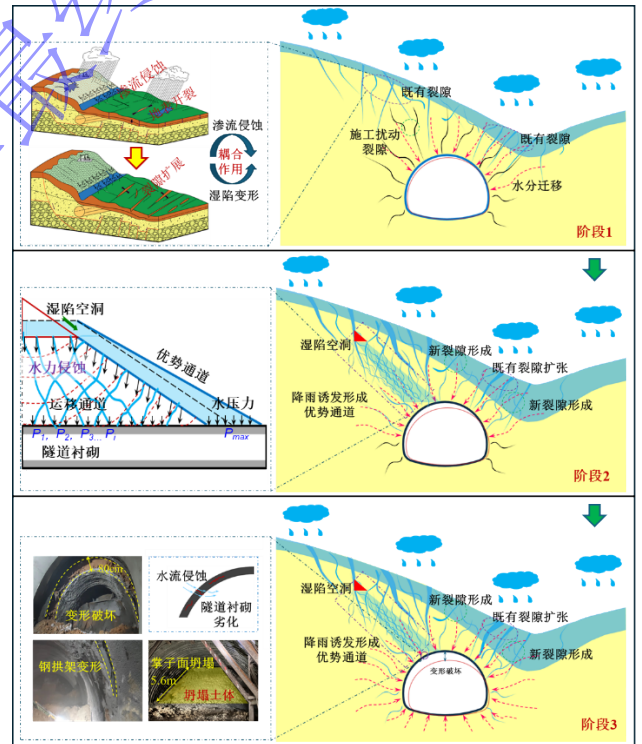 渗流侵蚀
渗流侵蚀
耦合
作用
湿陷变形
既有裂隙
施工扰动
裂隙
既有裂隙
水分迁移
阶段1
湿陷空洞
优势通道
水力侵蚀
运移通道
水压力
P1, P2, P3... Pi
Pmax
隧道衬砌
湿陷空洞
新裂隙形成
既有裂隙扩张
降雨诱发形成
优势通道
新裂隙形成
阶段2
80cm
变形破坏
水流侵蚀
隧道衬砌
劣化
钢拱架变形
掌子面坍塌
5.6m
坍塌土体
湿陷空洞
新裂隙形成
既有裂隙扩张
降雨诱发形成
优势通道
新裂隙形成
变形破坏
阶段3